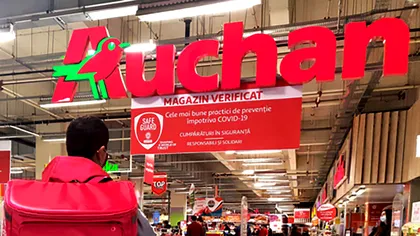 Auchan
MAGAZIN VERIFICAT
Cele mai bune practici de prevenție
împotriva COVID-19
SAFE
GUARD
CUMPĂRĂTURI ÎN SIGURANȚĂ
RESPONSABILI ȘI SOLIDARI
TOP